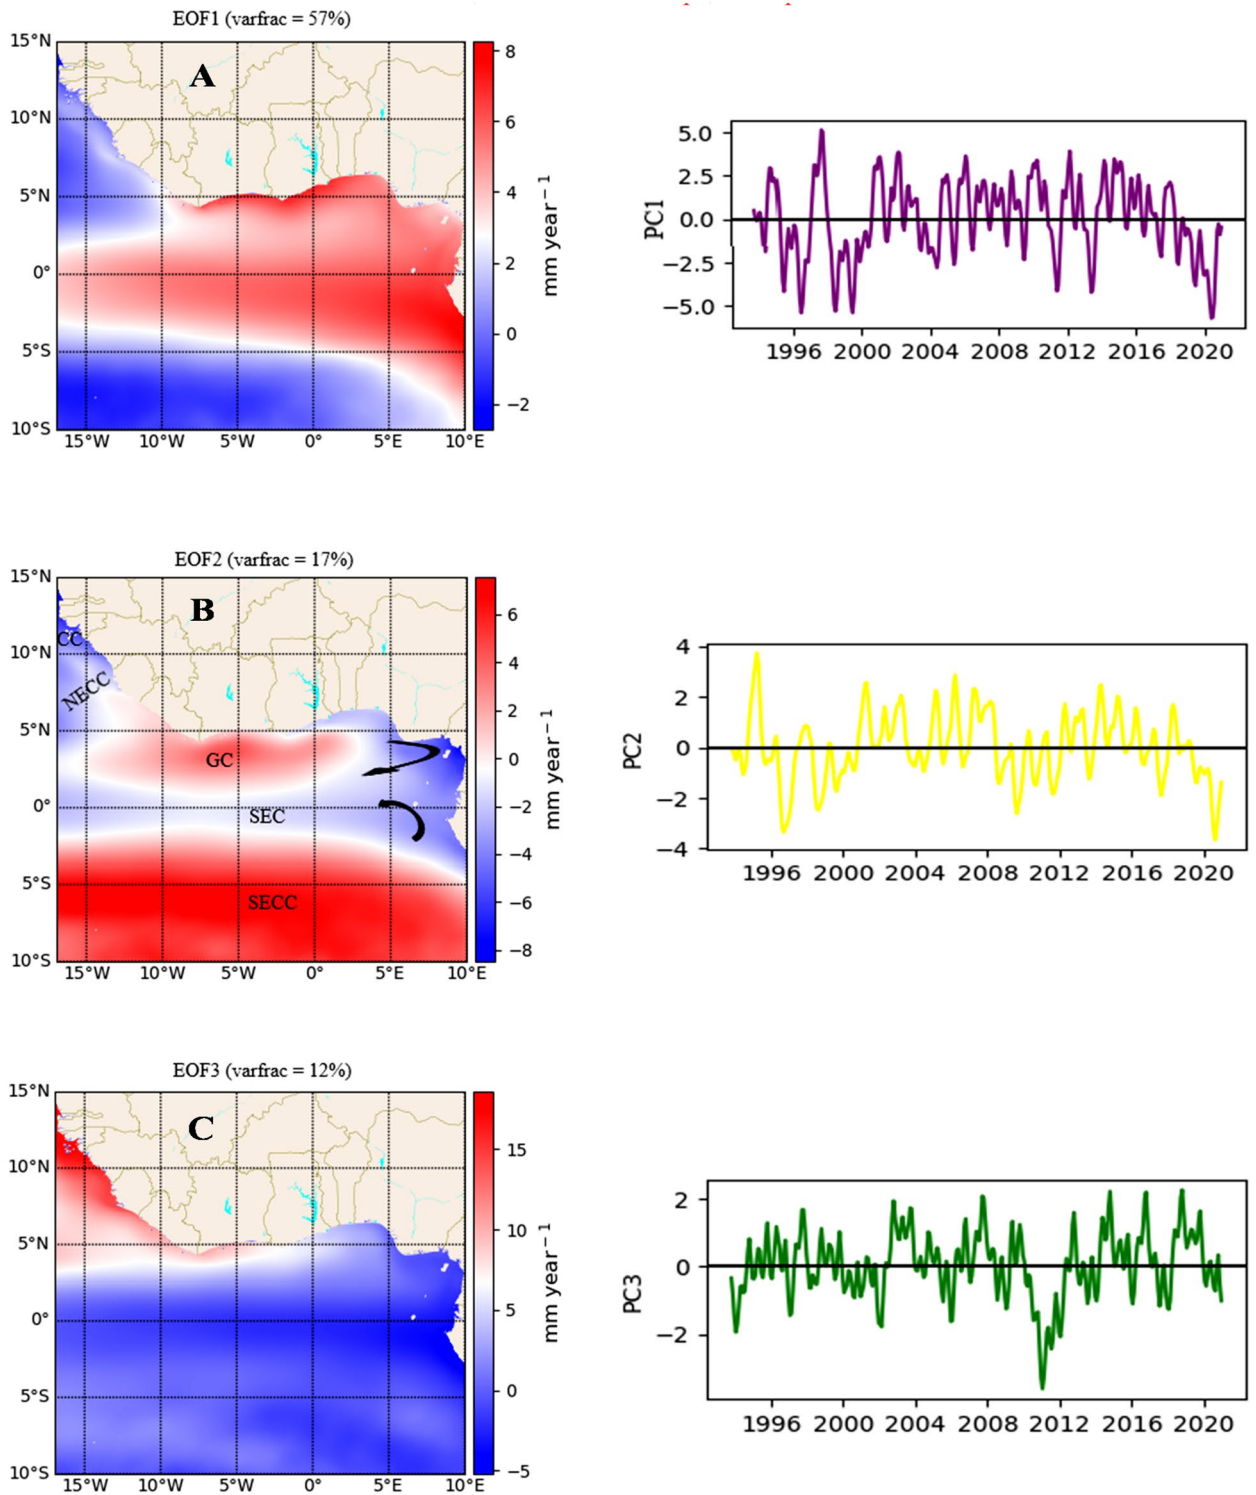 EOF1 (varfrac = 57%)
A
15°N
10°N
5°N
0°
5°S
10°S
15°W 10°W 5°W 0° 5°E 10°E
8
6
4
2
0
−2
mm year−1
PC1
5.0
2.5
0.0
−2.5
−5.0
1996 2000 2004 2008 2012 2016 2020
EOF2 (varfrac = 17%)
B
15°N
10°N
5°N
0°
5°S
10°S
CC
NECC
GC
SEC
SECC
15°W 10°W 5°W 0° 5°E 10°E
6
4
2
0
−2
−4
−6
−8
mm year−1
PC2
4
2
0
−2
−4
1996 2000 2004 2008 2012 2016 2020
EOF3 (varfrac = 12%)
C
15°N
10°N
5°N
0°
5°S
10°S
15°W 10°W 5°W 0° 5°E 10°E
15
10
5
0
−5
mm year−1
PC3
2
0
−2
1996 2000 2004 2008 2012 2016 2020